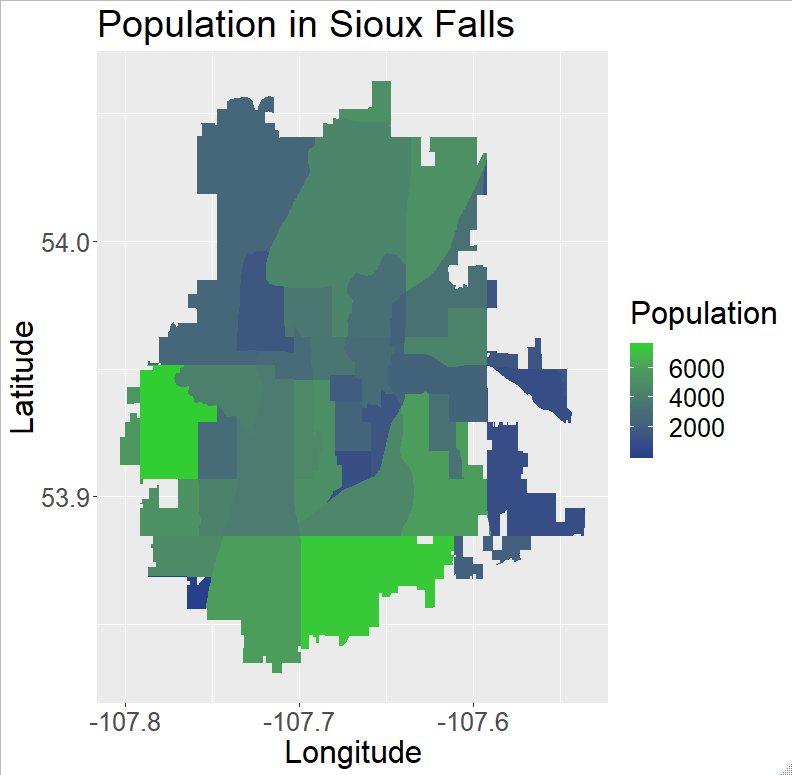 Population in Sioux Falls
54.0
53.9
Latitude
-107.8
-107.7
-107.6
Longitude
Population
6000
4000
2000